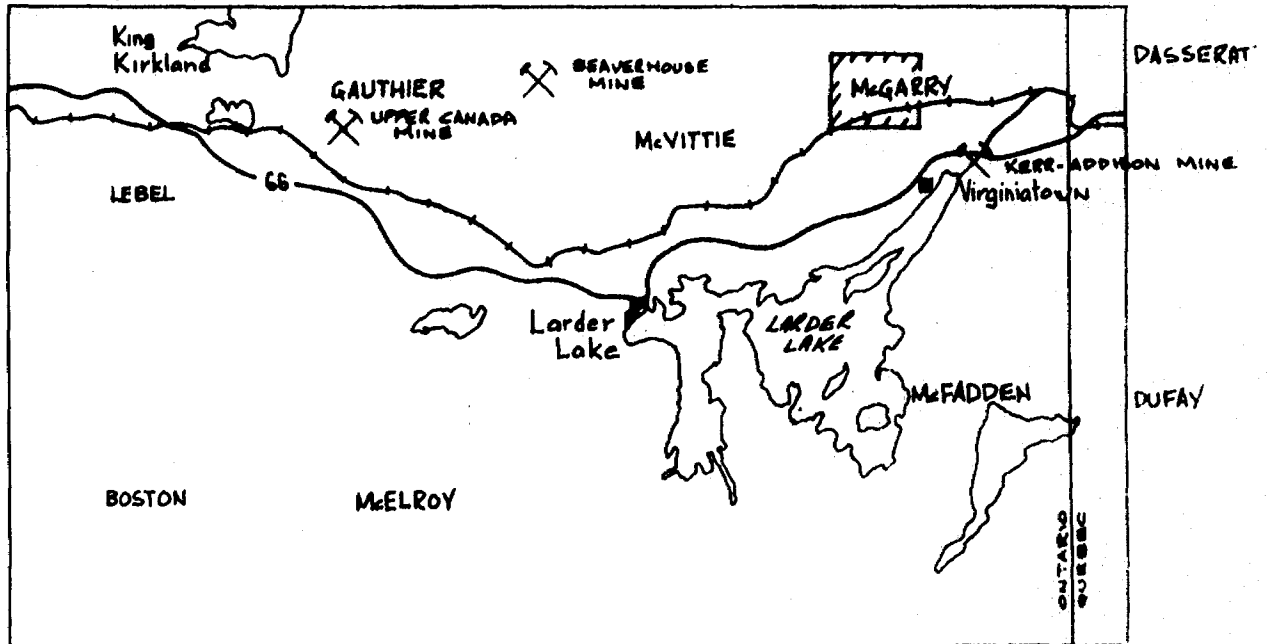 King
Kirkland
DASSERAT
BEAVERHOUSE
MINE
GAUTHIER
McGARRY
UPPER CANADA
MINE
McVITTIE
KERR-ADDISON MINE
LEBEL
66
Virginiatown
Larder
Lake
LARDER
LAKE
McFADDEN
DUFAY
BOSTON
McELROY
ONTARIO
QUEBEC